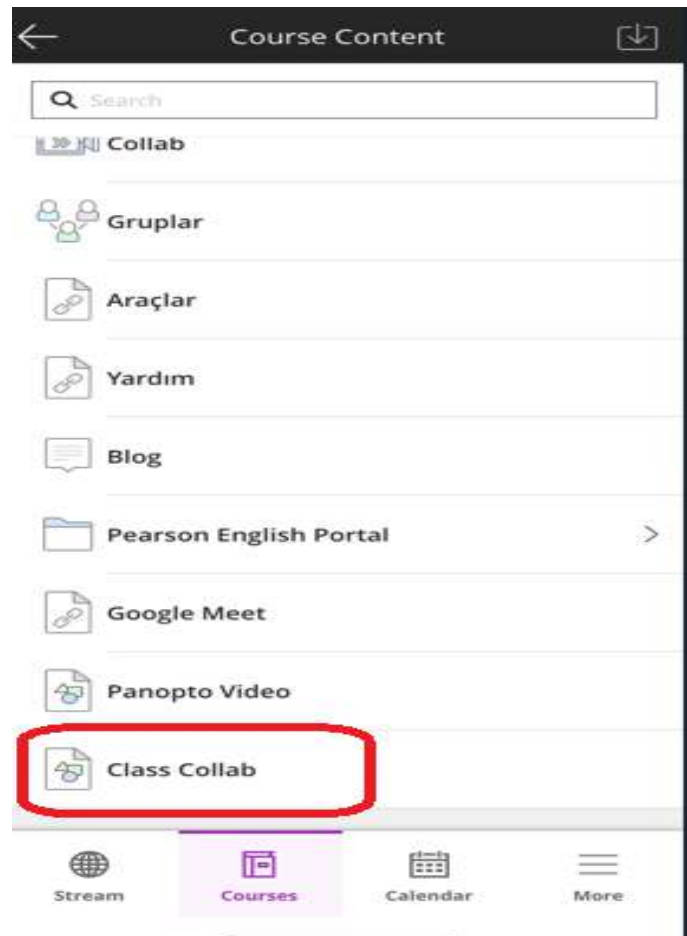 Course Content
Search
Collab
Gruplar
Araçlar
Yardım
Blog
Pearson English Portal
Google Meet
Panopto Video
Class Collab
Stream Courses Calendar More